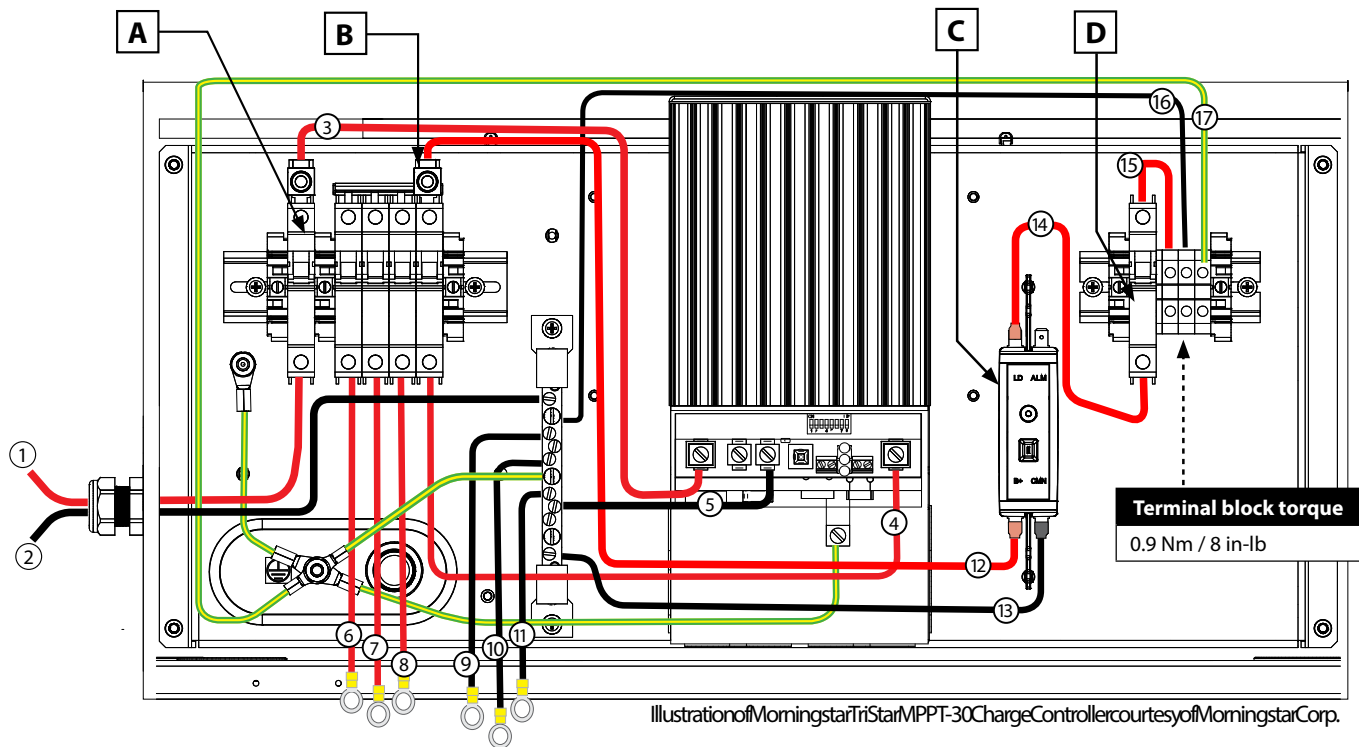 A
B
C
D
3
16
17
15
14
LD ALM
B+ CMN
1
2
5
4
12
13
6
7
8
9
10
11
Terminal block torque
0.9 Nm / 8 in-lb
IllustrationofMorningstarTriStarMPPT-30ChargeControllercourtesyofMorningstarCorp.